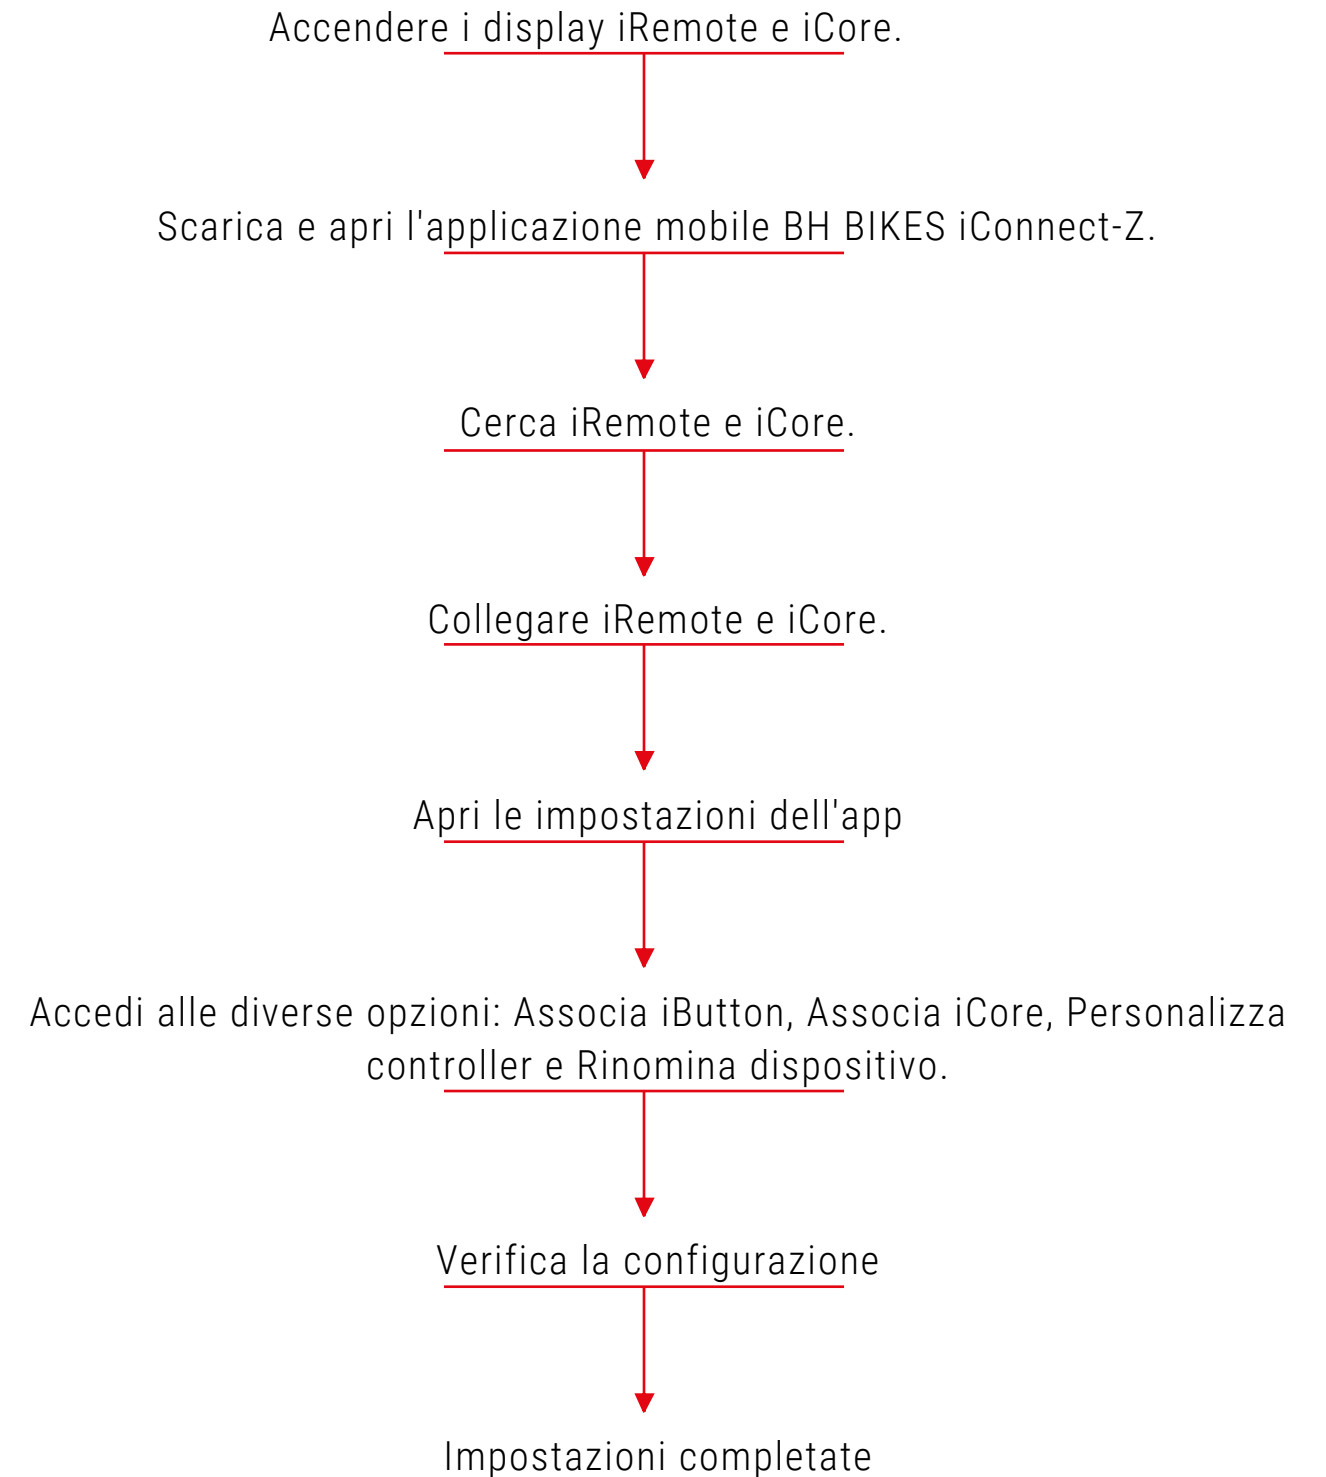 Accendere i display iRemote e iCore.
Scarica e apri l'applicazione mobile BH BIKES iConnect-Z.
Cerca iRemote e iCore.
Collegare iRemote e iCore.
Apri le impostazioni dell'app
Accedi alle diverse opzioni: Associa iButton, Associa iCore, Personalizza
controller e Rinomina dispositivo.
Verifica la configurazione
Impostazioni completate